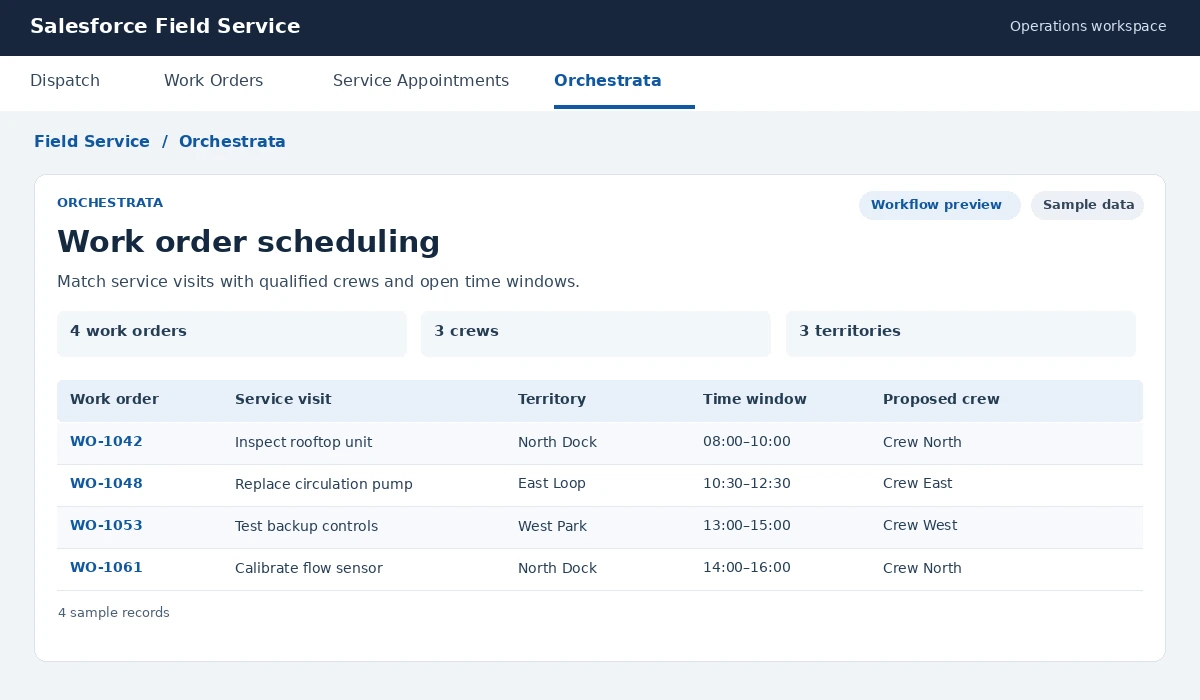 Salesforce Field Service
Operations workspace
Dispatch Work Orders Service Appointments Orchestrata
Field Service / Orchestrata
ORCHESTRATA
Workflow preview Sample data
Work order scheduling
Match service visits with qualified crews and open time windows.
4 work orders 3 crews 3 territories
Work order Service visit Territory Time window Proposed crew
WO-1042 Inspect rooftop unit North Dock 08:00–10:00 Crew North
WO-1048 Replace circulation pump East Loop 10:30–12:30 Crew East
WO-1053 Test backup controls West Park 13:00–15:00 Crew West
WO-1061 Calibrate flow sensor North Dock 14:00–16:00 Crew North
4 sample records